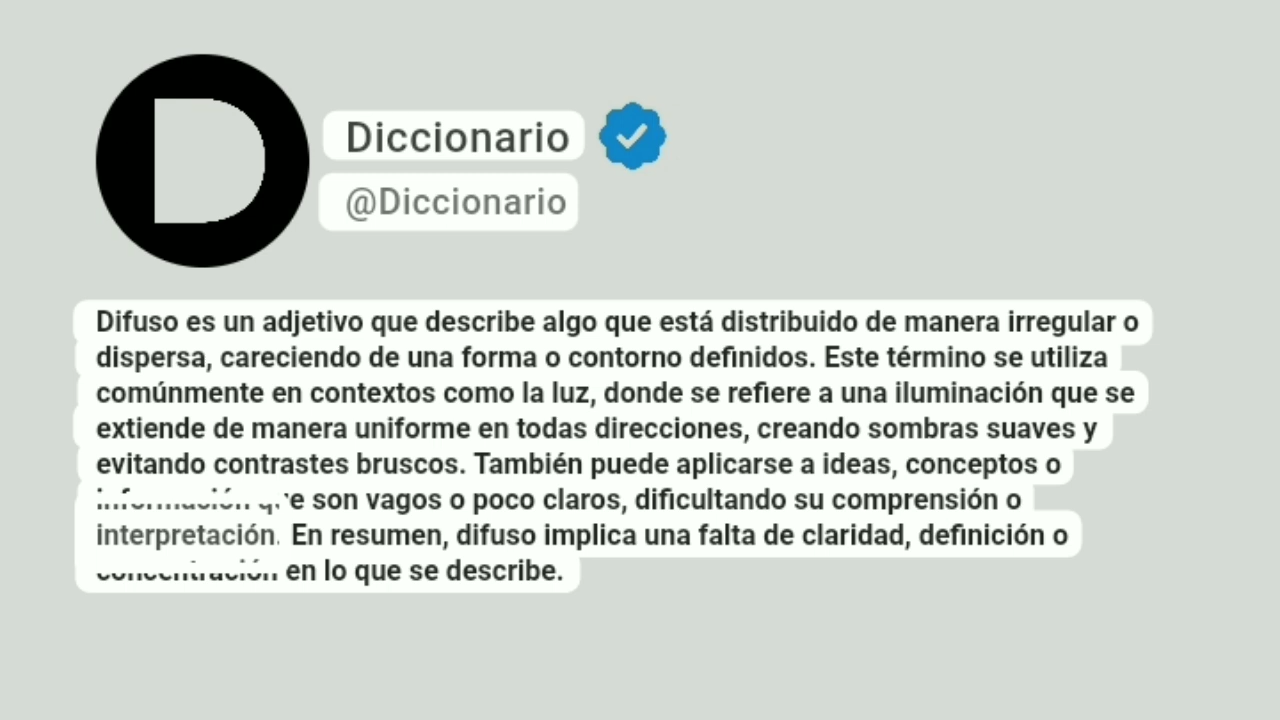 D
Diccionario
@Diccionario
Difuso es un adjetivo que describe algo que está distribuido de manera irregular o
dispersa, careciendo de una forma o contorno definidos. Este término se utiliza
comúnmente en contextos como la luz, donde se refiere a una iluminación que se
extiende de manera uniforme en todas direcciones, creando sombras suaves y
evitando contrastes bruscos. También puede aplicarse a ideas, conceptos o
información que son vagos o poco claros, dificultando su comprensión o
interpretación. En resumen, difuso implica una falta de claridad, definición o
concentración en lo que se describe.